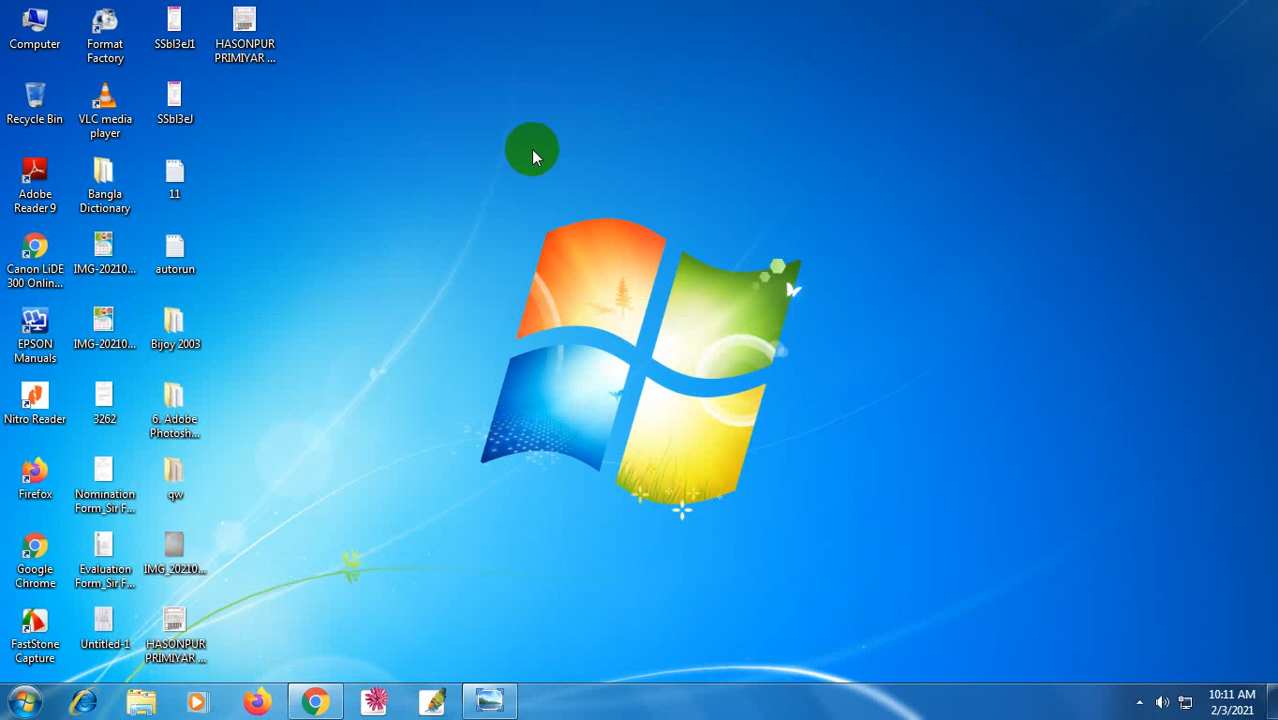 Computer
Format
Factory
SSbl3eJ1
HASONPUR
PRIMIYAR ...
Recycle Bin
VLC media
player
SSbl3eJ
Adobe
Reader 9
Bangla
Dictionary
11
Canon LiDE
300 Onlin...
IMG-20210...
autorun
EPSON
Manuals
IMG-20210...
Bijoy 2003
Nitro Reader
3262
6. Adobe
Photosh...
Firefox
Nomination
Form_Sir F...
qw
Google
Chrome
Evaluation
Form_Sir F...
IMG_20210...
FastStone
Capture
Untitled-1
HASONPUR
PRIMIYAR ...
10:11 AM
2/3/2021